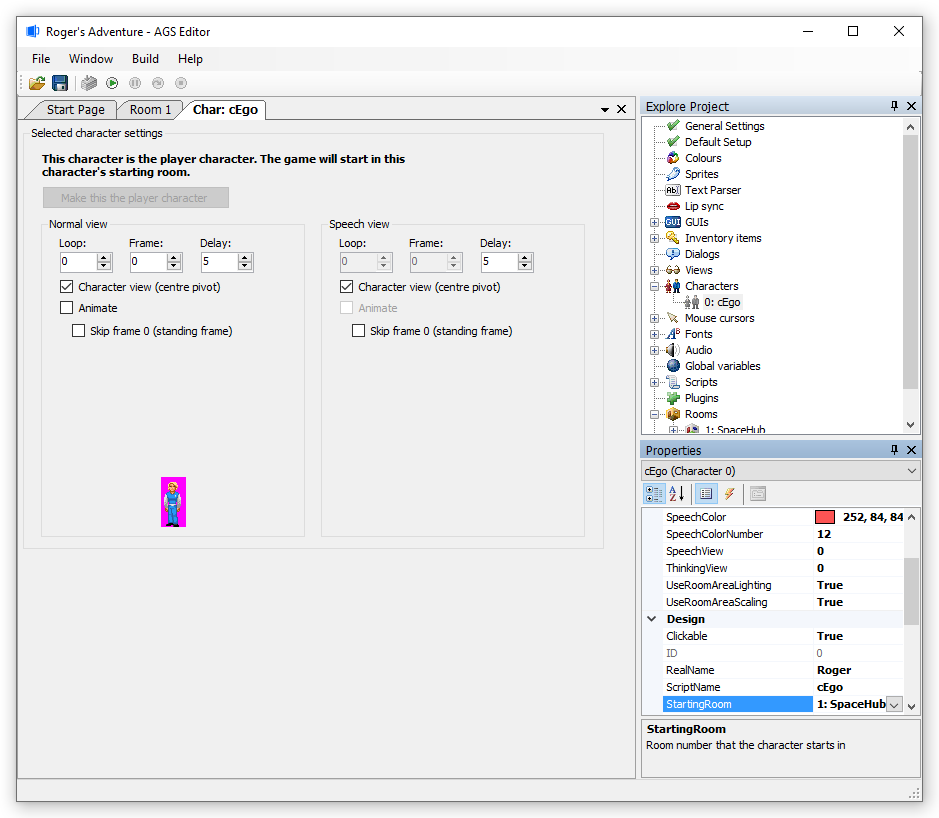 Roger's Adventure - AGS Editor
File Window Build Help
Start Page Room 1 Char: cEgo
Selected character settings
This character is the player character. The game will start in this
character's starting room.
Make this the player character
Normal view
Loop: Frame: Delay:
0 0 5
Character view (centre pivot)
Animate
Skip frame 0 (standing frame)
Speech view
Loop: Frame: Delay:
0 0 5
Character view (centre pivot)
Animate
Skip frame 0 (standing frame)
Explore Project
General Settings
Default Setup
Colours
Sprites
Ab| Text Parser
Lip sync
GUI GUIs
Inventory items
Dialogs
Views
Characters
0: cEgo
Mouse cursors
Fonts
Audio
Global variables
Scripts
Plugins
Rooms
1: SpaceHub
Properties
cEgo (Character 0)
SpeechColor 252, 84, 84
SpeechColorNumber 12
SpeechView 0
ThinkingView 0
UseRoomAreaLighting True
UseRoomAreaScaling True
Design
Clickable True
ID 0
RealName Roger
ScriptName cEgo
StartingRoom 1: SpaceHub
StartingRoom
Room number that the character starts in